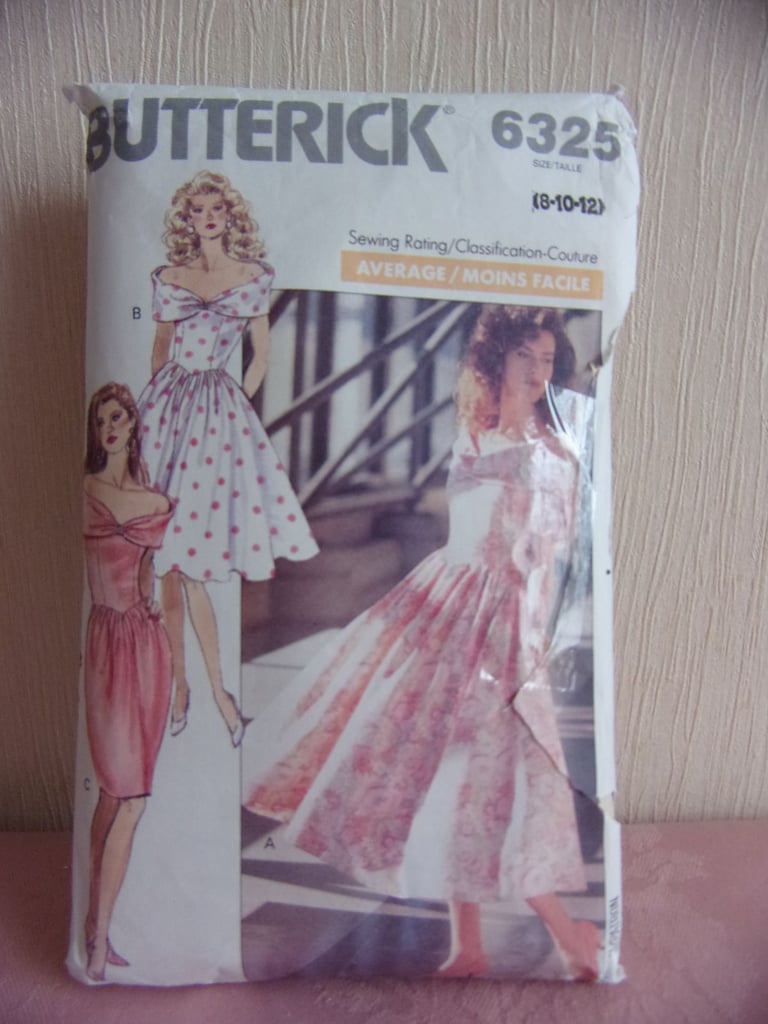 BUTTERICK®
6325
SIZE/TAILLE
(8-10-12)
Sewing Rating/Classification-Couture
AVERAGE/MOINS FACILE
B
C
A